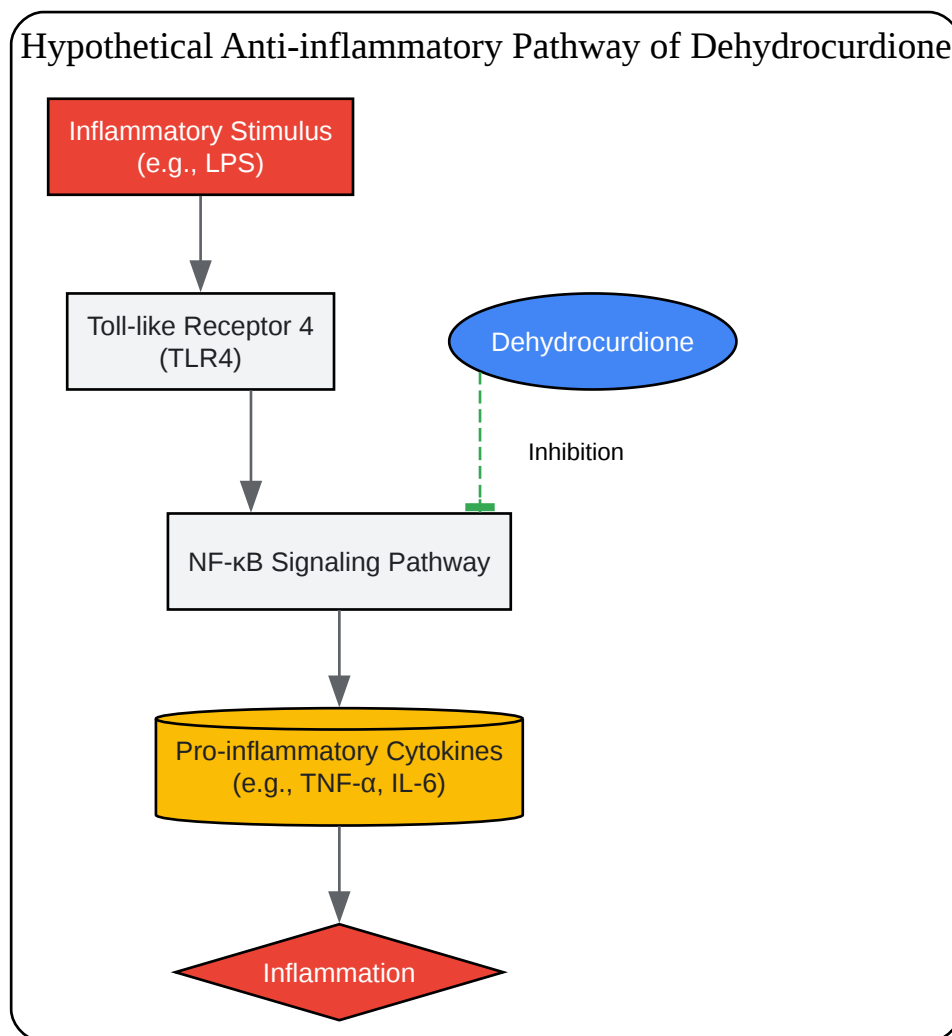 Hypothetical Anti-inflammatory Pathway of Dehydrocurdione
Inflammatory Stimulus
(e.g., LPS)
Toll-like Receptor 4
(TLR4)
Dehydrocurdione
Inhibition
NF-κB Signaling Pathway
Pro-inflammatory Cytokines
(e.g., TNF-α, IL-6)
Inflammation